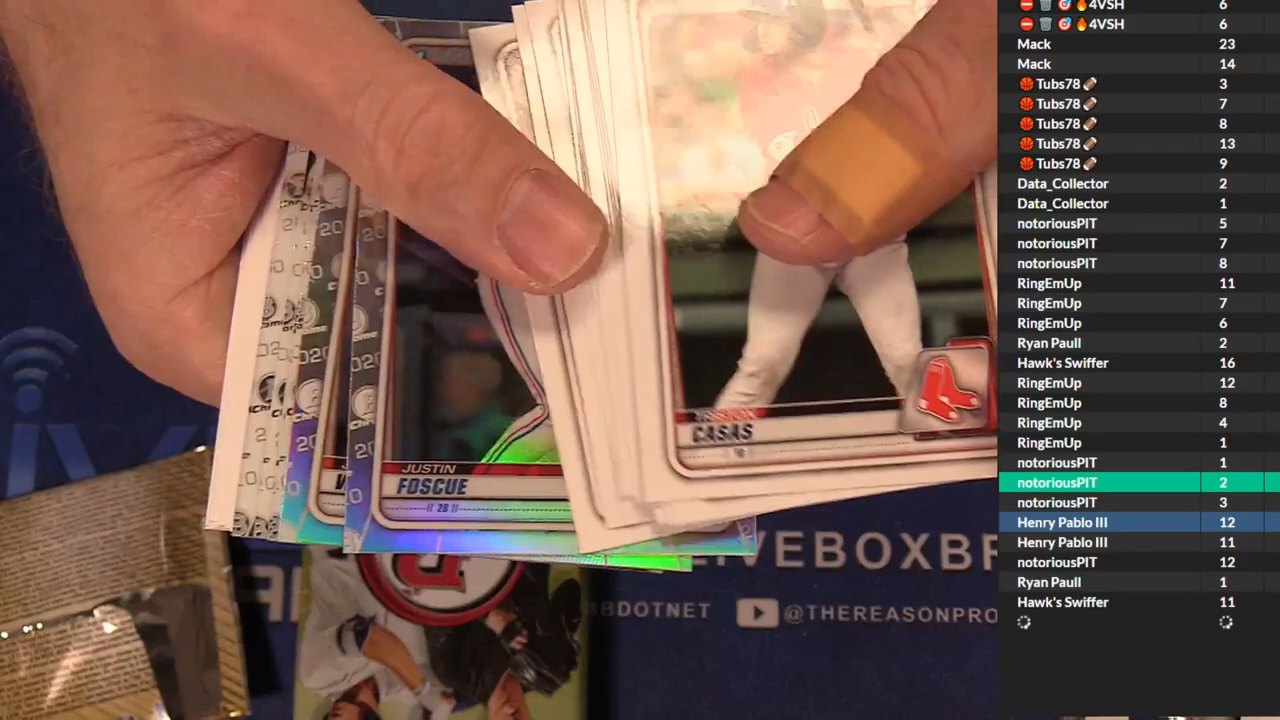 4VSH 6
4VSH 6
Mack 23
Mack 14
Tubs78 3
Tubs78 7
Tubs78 8
Tubs78 13
Tubs78 9
Data_Collector 2
Data_Collector 1
notoriousPIT 5
notoriousPIT 7
notoriousPIT 8
RingEmUp 11
RingEmUp 7
RingEmUp 6
Ryan Paull 2
Hawk's Swiffer 16
RingEmUp 12
RingEmUp 8
RingEmUp 4
RingEmUp 1
notoriousPIT 1
notoriousPIT 2
notoriousPIT 3
Henry Pablo III 12
Henry Pablo III 11
notoriousPIT 12
Ryan Paull 1
Hawk's Swiffer 11
CASAS
JUSTIN
FOSCUE
2B
IVEBOXBR
BBDOTNET
@THEREASONPRO